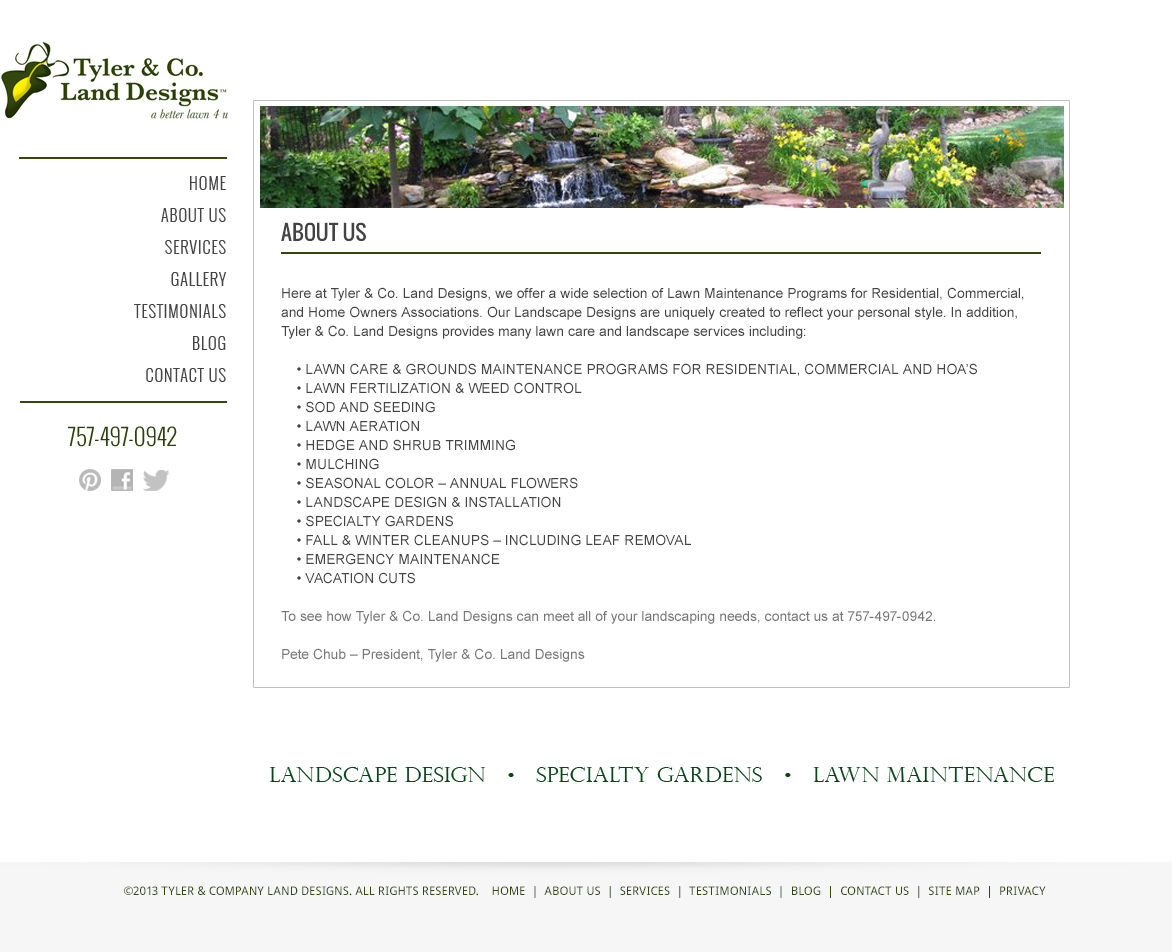 Tyler & Co.
Land Designs™
a better lawn 4 u
HOME
ABOUT US
SERVICES
GALLERY
TESTIMONIALS
BLOG
CONTACT US
757-497-0942
ABOUT US
Here at Tyler & Co. Land Designs, we offer a wide selection of Lawn Maintenance Programs for Residential, Commercial,
and Home Owners Associations. Our Landscape Designs are uniquely created to reflect your personal style. In addition,
Tyler & Co. Land Designs provides many lawn care and landscape services including:
• LAWN CARE & GROUNDS MAINTENANCE PROGRAMS FOR RESIDENTIAL, COMMERCIAL AND HOA'S
• LAWN FERTILIZATION & WEED CONTROL
• SOD AND SEEDING
• LAWN AERATION
• HEDGE AND SHRUB TRIMMING
• MULCHING
• SEASONAL COLOR – ANNUAL FLOWERS
• LANDSCAPE DESIGN & INSTALLATION
• SPECIALTY GARDENS
• FALL & WINTER CLEANUPS – INCLUDING LEAF REMOVAL
• EMERGENCY MAINTENANCE
• VACATION CUTS
To see how Tyler & Co. Land Designs can meet all of your landscaping needs, contact us at 757-497-0942.
Pete Chub – President, Tyler & Co. Land Designs
LANDSCAPE DESIGN • SPECIALTY GARDENS • LAWN MAINTENANCE
©2013 TYLER & COMPANY LAND DESIGNS. ALL RIGHTS RESERVED. HOME | ABOUT US | SERVICES | TESTIMONIALS | BLOG | CONTACT US | SITE MAP | PRIVACY